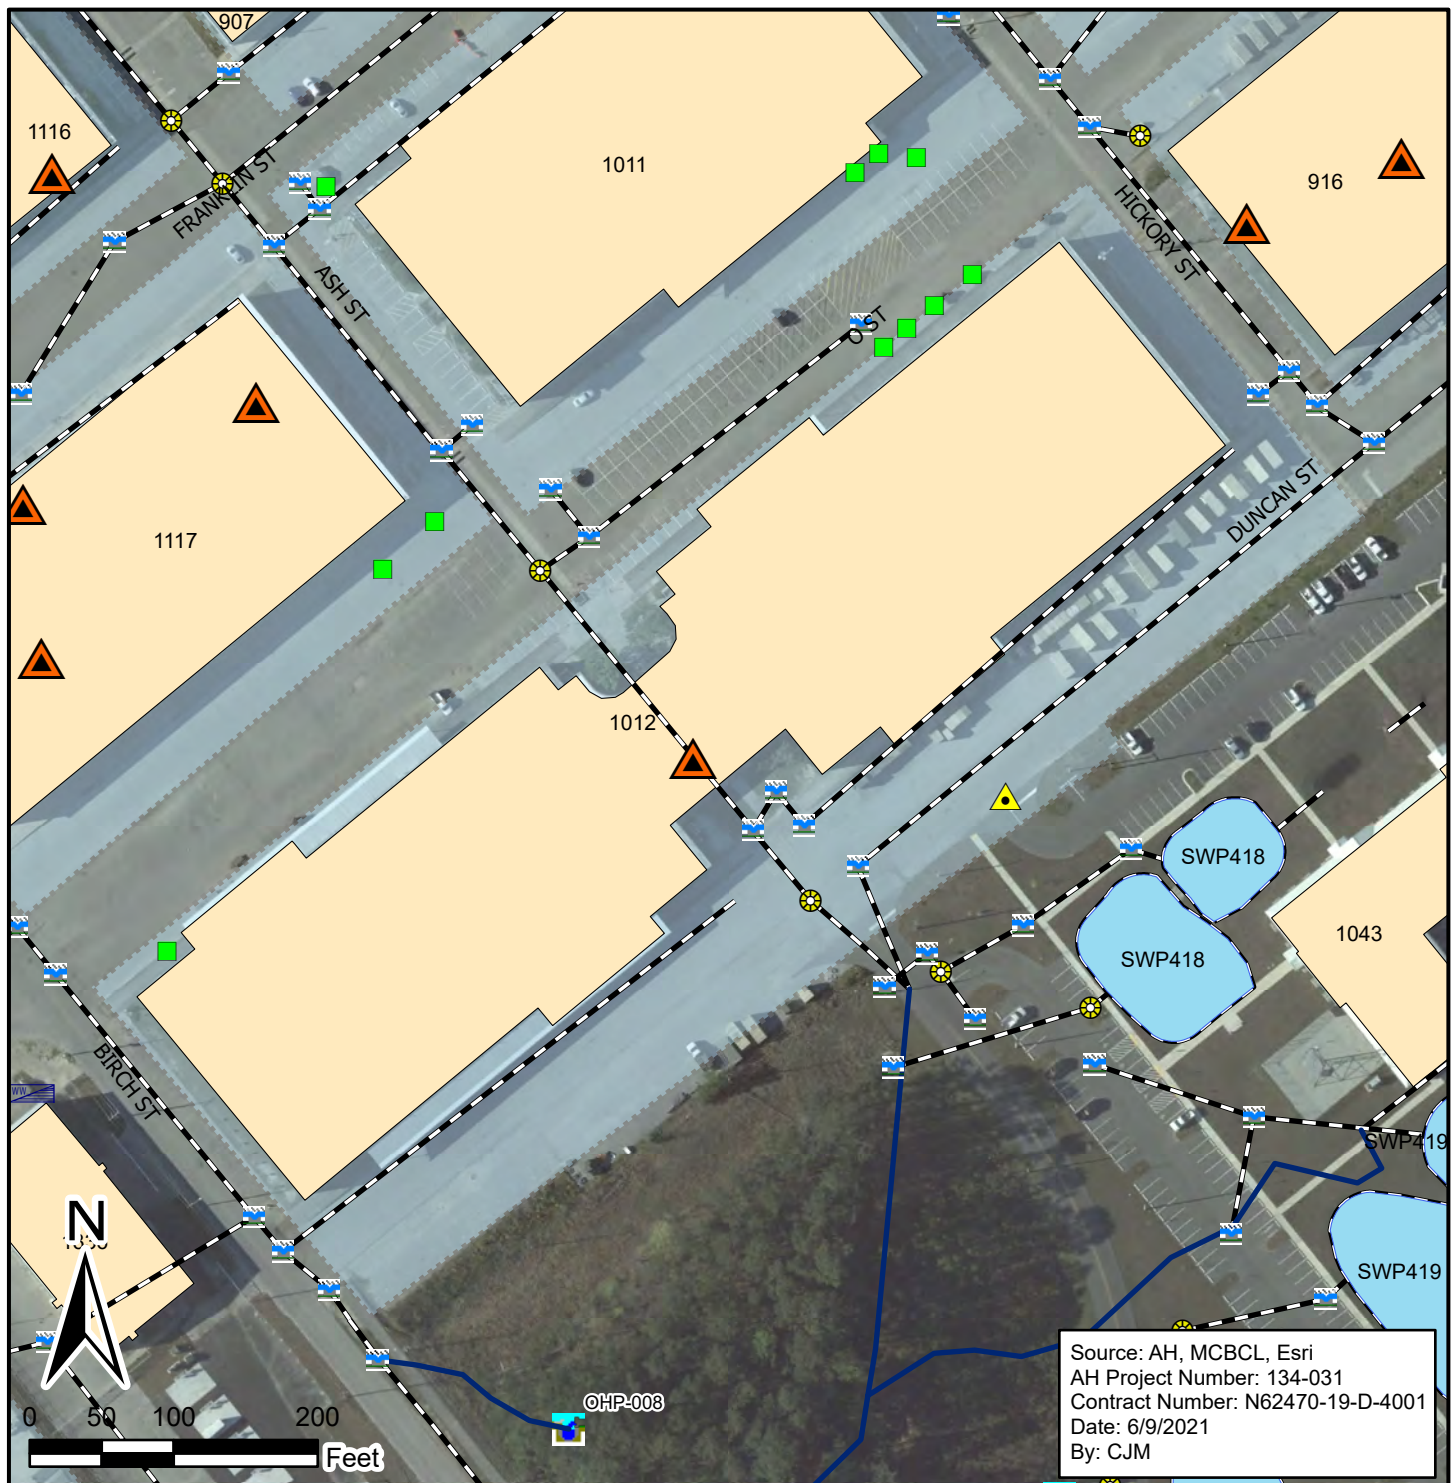 907
1116
1011
916
FRANKLIN ST
ASH ST
HICKORY ST
O ST
1117
DUNCAN ST
1012
SWP418
SWP418
1043
BIRCH ST
WW
SWP419
SWP419
N
OHP-008
0 50 100 200
Feet
Source: AH, MCBCL, Esri
AH Project Number: 134-031
Contract Number: N62470-19-D-4001
Date: 6/9/2021
By: CJM